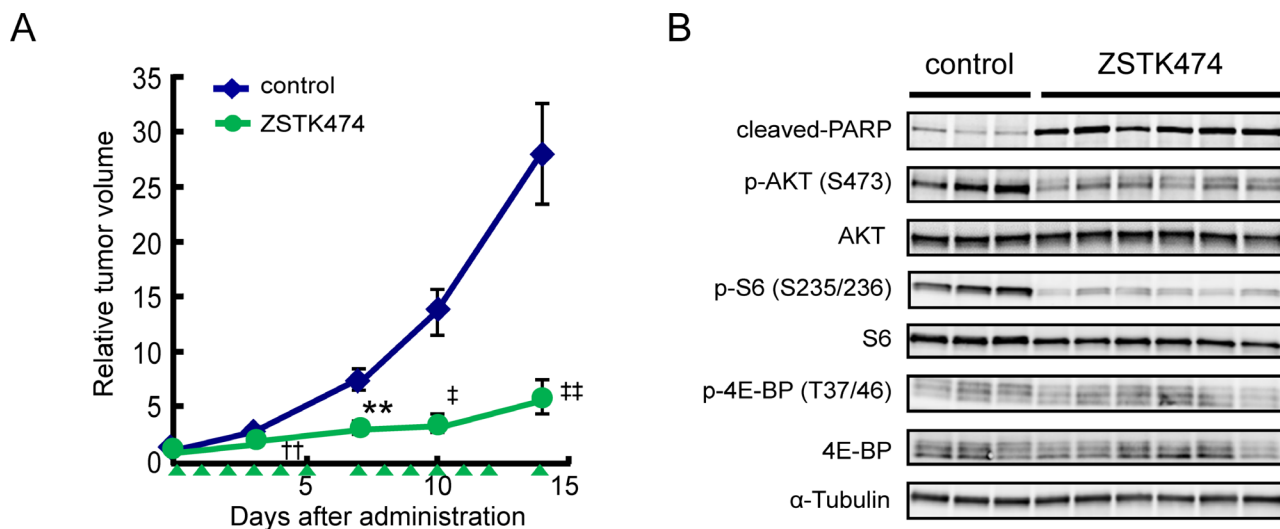 A
Relative tumor volume
35
30
25
20
15
10
5
0
control
ZSTK474
††
**
‡
‡‡
5
10
15
Days after administration
B
control ZSTK474
cleaved-PARP
p-AKT (S473)
AKT
p-S6 (S235/236)
S6
p-4E-BP (T37/46)
4E-BP
α-Tubulin